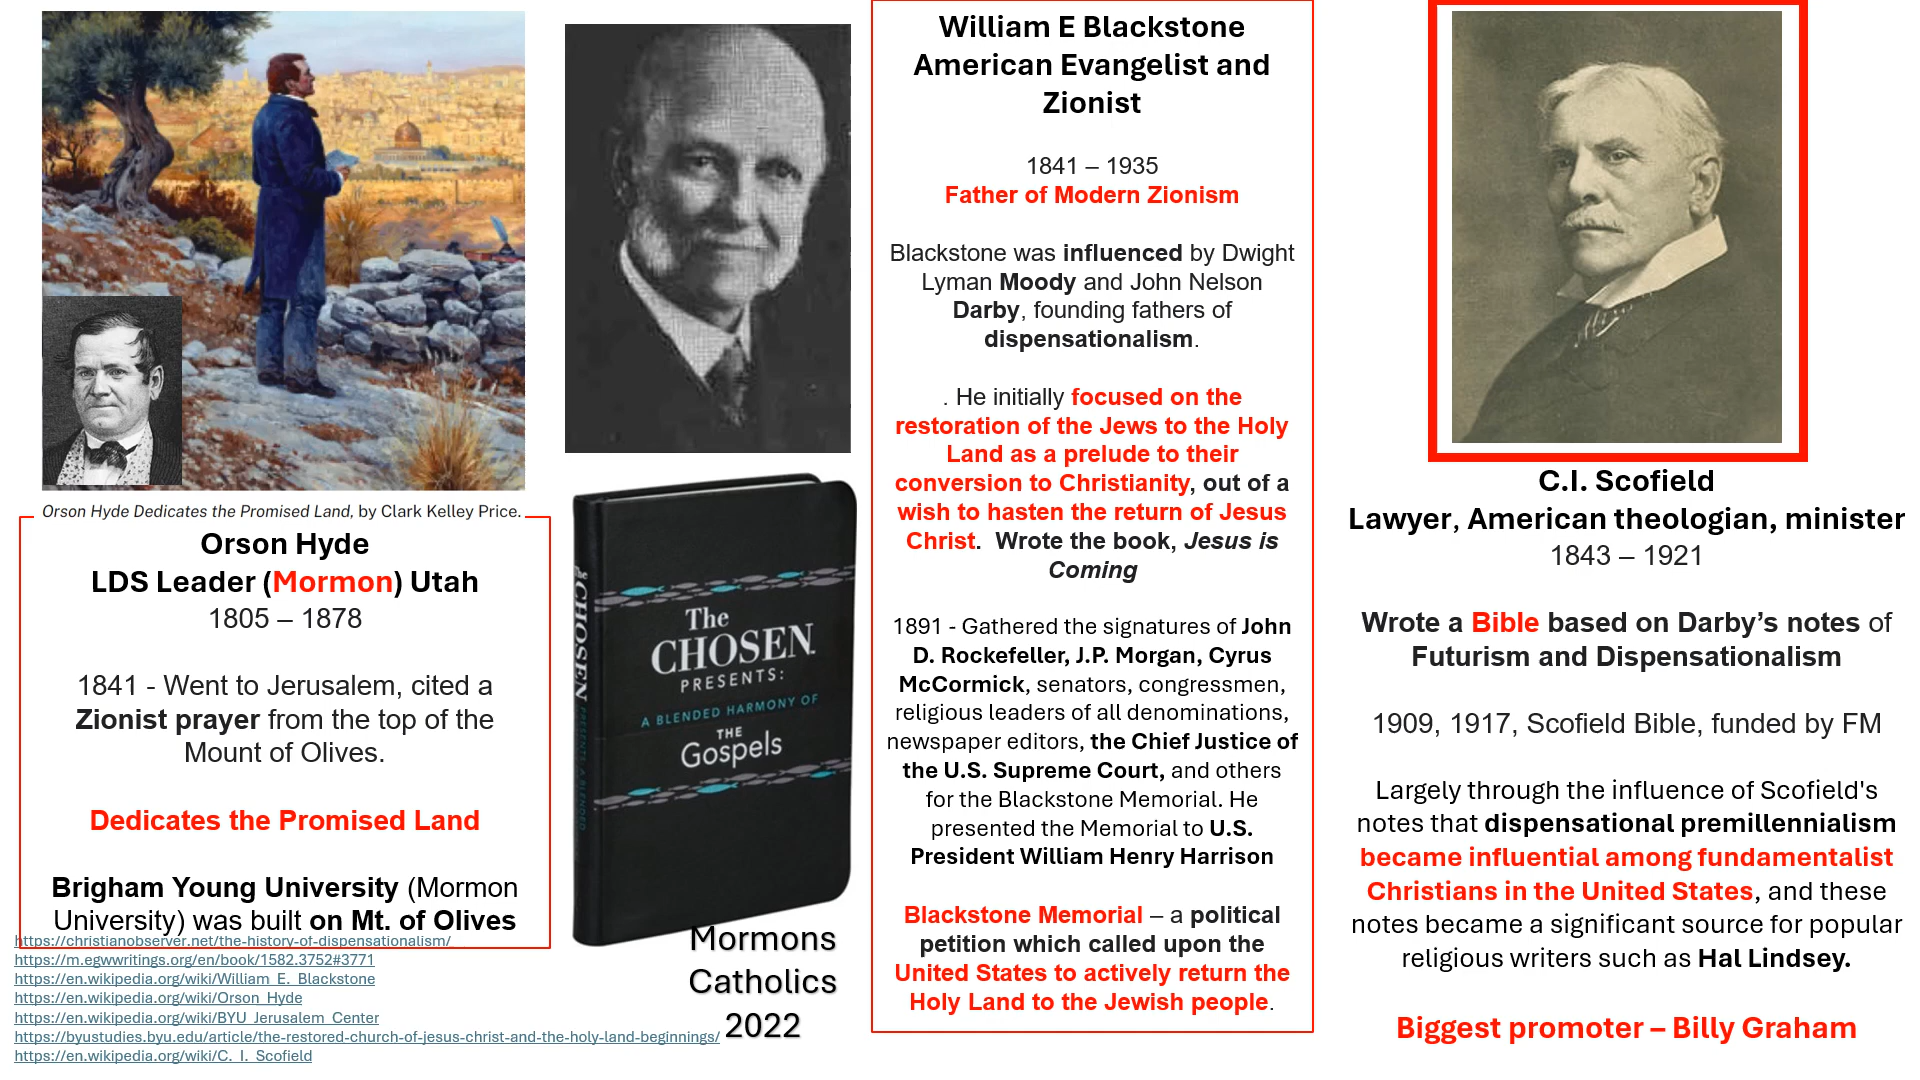 Orson Hyde Dedicates the Promised Land, by Clark Kelley Price.
Orson Hyde
LDS Leader (Mormon) Utah
1805 – 1878
1841 - Went to Jerusalem, cited a
Zionist prayer from the top of the
Mount of Olives.
Dedicates the Promised Land
Brigham Young University (Mormon
University) was built on Mt. of Olives
https://christianobserver.net/the-history-of-dispensationalism/
https://m.egwwritings.org/en/book/1582.3752#3771
https://en.wikipedia.org/wiki/William_E._Blackstone
https://en.wikipedia.org/wiki/Orson_Hyde
https://en.wikipedia.org/wiki/BYU_Jerusalem_Center
https://byustudies.byu.edu/article/the-restored-church-of-jesus-christ-and-the-holy-land-beginnings/
https://en.wikipedia.org/wiki/C._I._Scofield
The CHOSEN PRESENTS: A BLENDED
The
CHOSEN
PRESENTS:
A BLENDED HARMONY OF
THE
Gospels
Mormons
Catholics
2022
William E Blackstone
American Evangelist and
Zionist
1841 – 1935
Father of Modern Zionism
Blackstone was influenced by Dwight
Lyman Moody and John Nelson
Darby, founding fathers of
dispensationalism.
. He initially focused on the
restoration of the Jews to the Holy
Land as a prelude to their
conversion to Christianity, out of a
wish to hasten the return of Jesus
Christ.  Wrote the book, Jesus is
Coming
1891 - Gathered the signatures of John
D. Rockefeller, J.P. Morgan, Cyrus
McCormick, senators, congressmen,
religious leaders of all denominations,
newspaper editors, the Chief Justice of
the U.S. Supreme Court, and others
for the Blackstone Memorial. He
presented the Memorial to U.S.
President William Henry Harrison
Blackstone Memorial – a political
petition which called upon the
United States to actively return the
Holy Land to the Jewish people.
C.I. Scofield
Lawyer, American theologian, minister
1843 – 1921
Wrote a Bible based on Darby’s notes of
Futurism and Dispensationalism
1909, 1917, Scofield Bible, funded by FM
Largely through the influence of Scofield's
notes that dispensational premillennialism
became influential among fundamentalist
Christians in the United States, and these
notes became a significant source for popular
religious writers such as Hal Lindsey.
Biggest promoter – Billy Graham